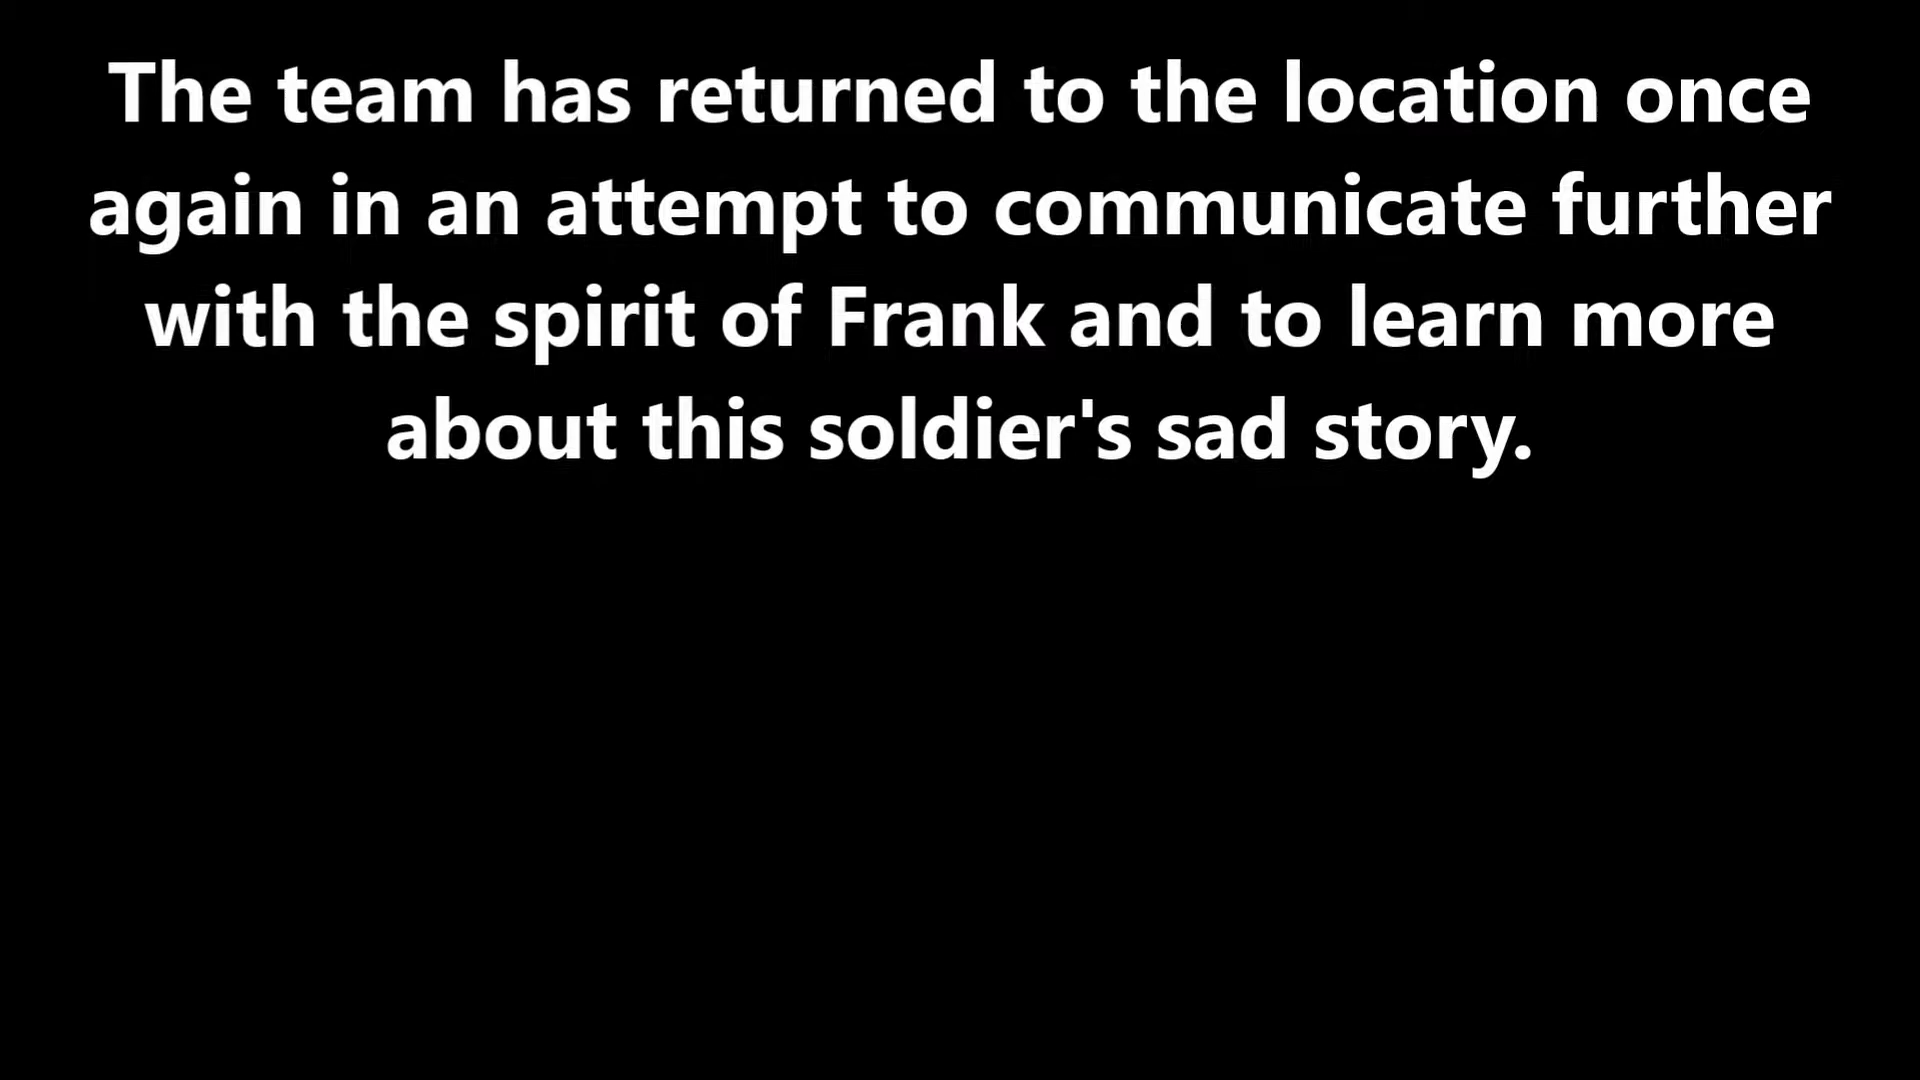 The team has returned to the location once
again in an attempt to communicate further
with the spirit of Frank and to learn more
about this soldier's sad story.